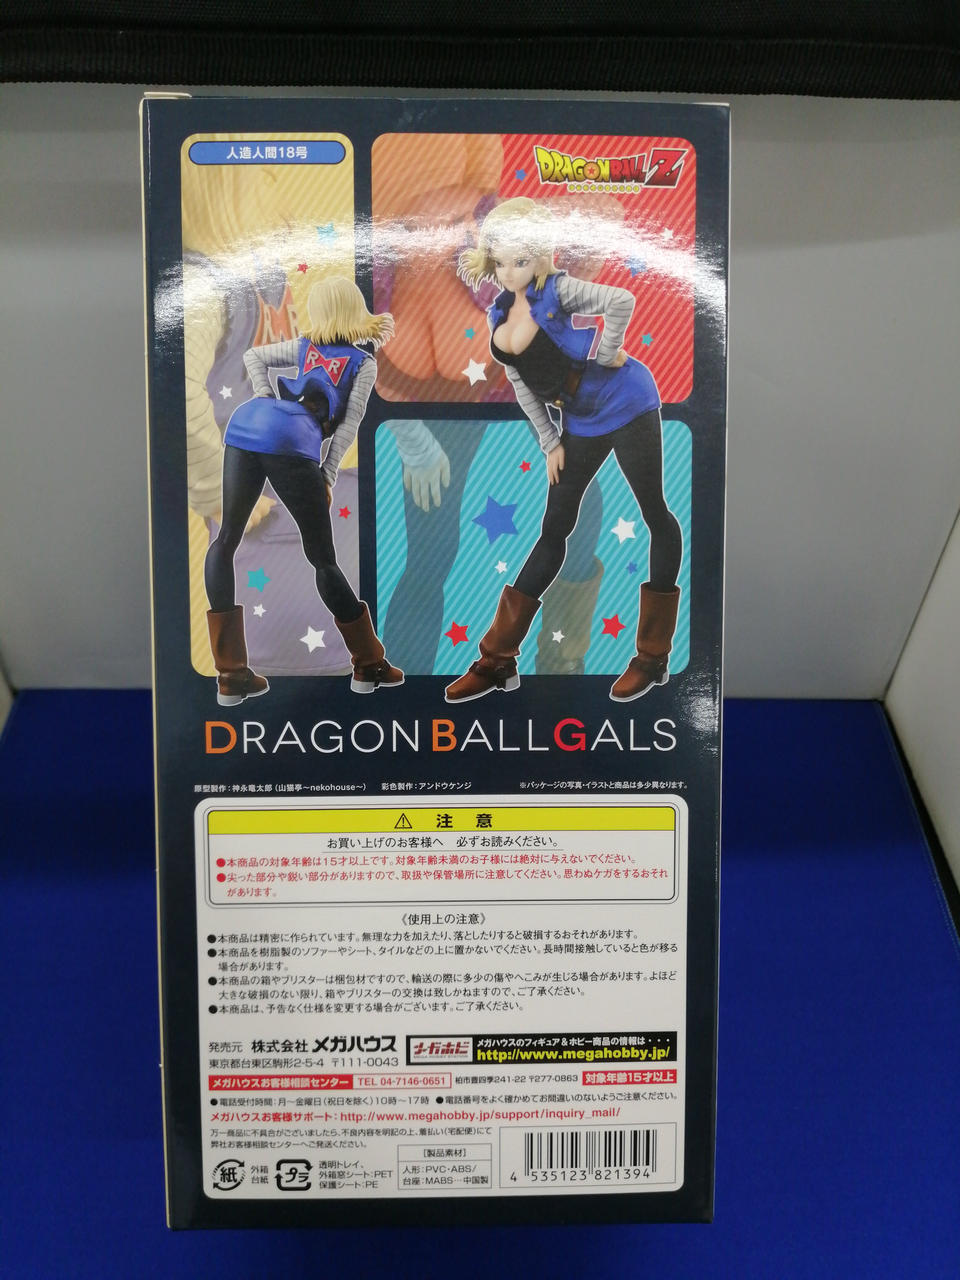 人造人間18号
DRAGONBALL Z
R R
DRAGON BALL GALS
原型製作：神永竜太郎（山猫亭～nekohouse～） 彩色製作：アンドウケンジ ※パッケージの写真・イラストと商品は多少異なります。
⚠ 注 意
お買い上げのお客様へ 必ずお読みください。
●本商品の対象年齢は15才以上です。対象年齢未満のお子様には絶対に与えないでください。
●尖った部分や鋭い部分がありますので、取扱や保管場所に注意してください。思わぬケガをするおそれ
があります。
《使用上の注意》
●本商品は精密に作られています。無理な力を加えたり、落としたりすると破損するおそれがあります。
●本商品を樹脂製のソファーやシート、タイルなどの上に置かないでください。長時間接触していると色が移る
場合があります。
●本商品の箱やブリスターは梱包材ですので、輸送の際に多少の傷やへこみが生じる場合があります。よほど
大きな破損のない限り、箱やブリスターの交換は致しかねますので、ご了承ください。
●本商品は、予告なく仕様を変更する場合がございます。ご了承ください。
発売元 株式会社 メガハウス
東京都台東区駒形2-5-4 〒111-0043
メガホビ
MEGA HOBBY STATION
メガハウスのフィギュア&ホビー商品の情報は・・・
http://www.megahobby.jp/
メガハウスお客様相談センター TEL 04-7146-0651 柏市豊四季241-22 〒277-0863 対象年齢15才以上
●電話受付時間：月～金曜日（祝日を除く）10時～17時 ●電話番号をよく確かめてお間違いのないようご注意ください。
メガハウスお客様サポート：http://www.megahobby.jp/support/inquiry_mail/
万一商品に不具合がございましたら、不良内容を明記の上、着払い（宅配便）にて
弊社お客様相談センターへご発送ください。
紙
外箱
台紙
プラ
透明トレイ、
外箱窓シート：PET
保護シート：PE
［製品素材］
人形：PVC・ABS/
台座：MABS…中国製
4 535123 821394